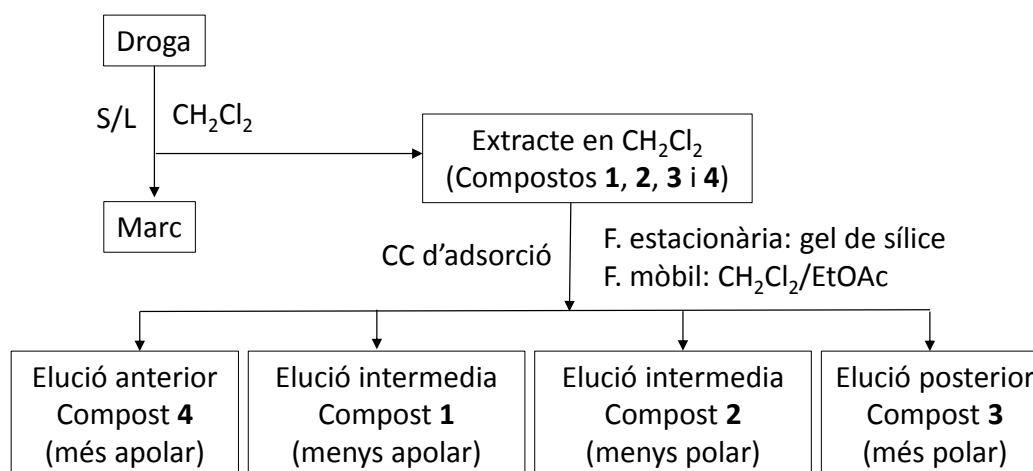 Droga
S/L
CH₂Cl₂
Extracte en CH₂Cl₂
(Compostos 1, 2, 3 i 4)
Marc
CC d'adsorció
F. estacionària: gel de sílice
F. mòbil: CH₂Cl₂/EtOAc
Elució anterior
Compost 4
(més apolar)
Elució intermedia
Compost 1
(menys apolar)
Elució intermedia
Compost 2
(menys polar)
Elució posterior
Compost 3
(més polar)